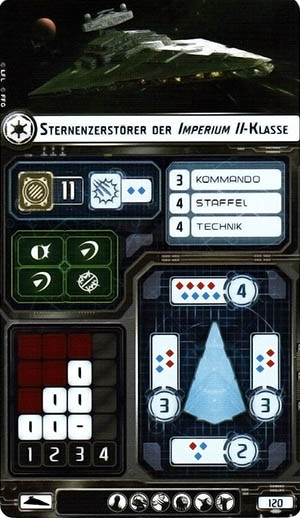 © LFL © FFG
STERNENZERSTÖRER DER IMPERIUM II-KLASSE
11
3 KOMMANDO
4 STAFFEL
4 TECHNIK
4
3
3
2
I
I I
I I -
1 2 3 4
120